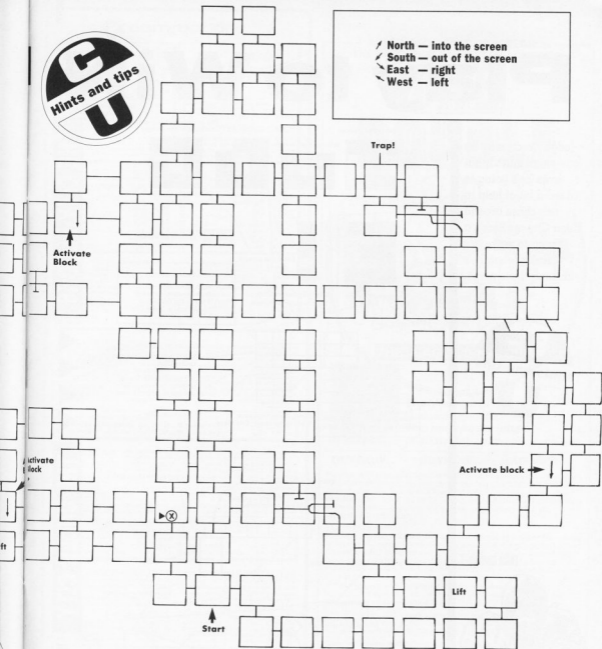 C
Hints and tips
U
North — into the screen
South — out of the screen
East — right
West — left
Trap!
Activate
Block
Activate
lock
Activate block
X
ft
Lift
Start